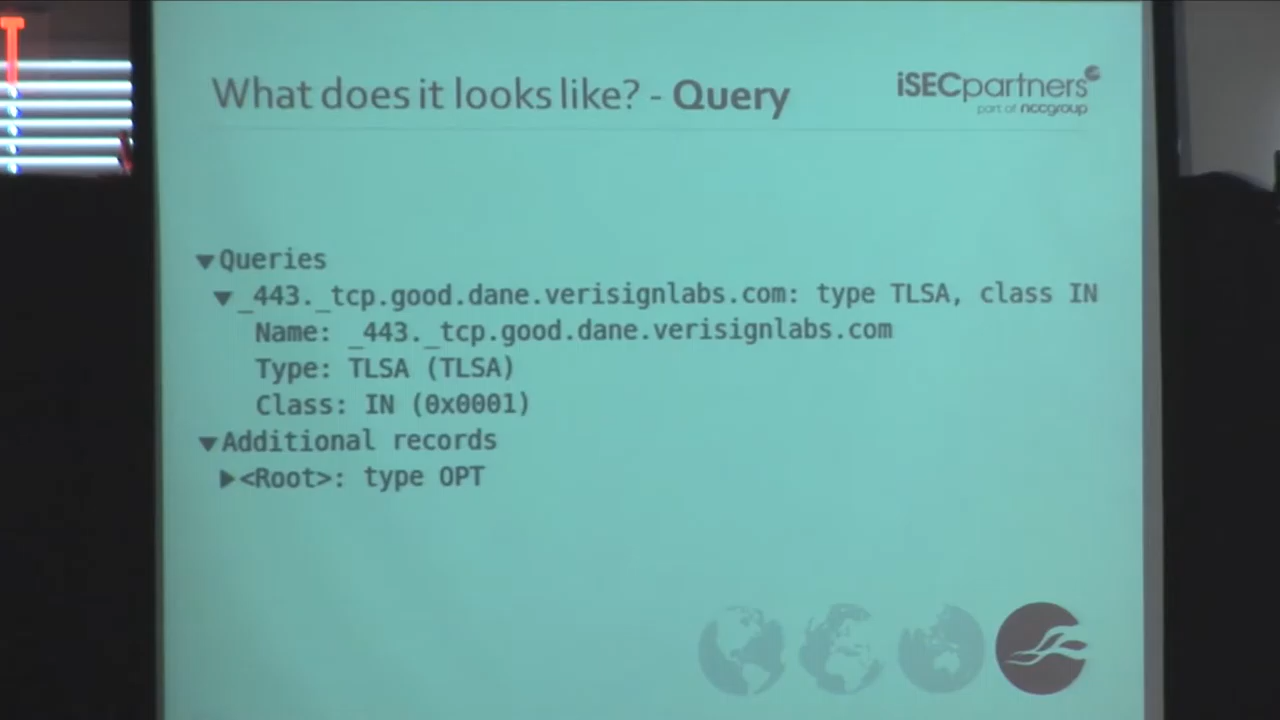 What does it looks like? - Query
iSECpartners
part of nccgroup
Queries
_443._tcp.good.dane.verisignlabs.com: type TLSA, class IN
Name: _443._tcp.good.dane.verisignlabs.com
Type: TLSA (TLSA)
Class: IN (0x0001)
Additional records
<Root>: type OPT